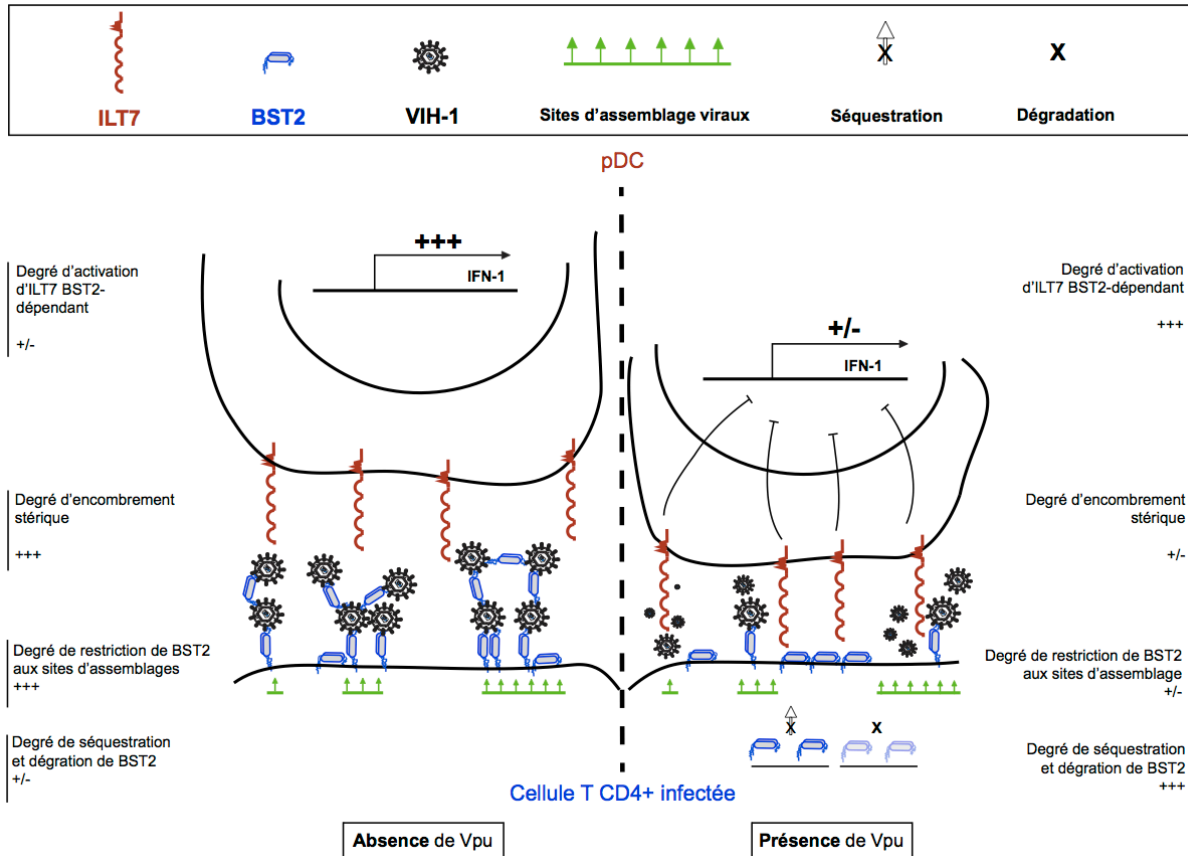 ILT7
BST2
VIH-1
Sites d'assemblage viraux
Séquestration
Dégradation
X
X
pDC
Degré d'activation
d'ILT7 BST2-
dépendant
+/-
+++
IFN-1
Degré d'encombrement
stérique
+++
Degré de restriction de BST2
aux sites d'assemblages
+++
Degré de séquestration
et dégration de BST2
+/-
+/-
IFN-1
Degré d'activation
d'ILT7 BST2-dépendant
+++
Degré d'encombrement
stérique
+/-
Degré de restriction de BST2
aux sites d'assemblage
+/-
X
X
Degré de séquestration
et dégration de BST2
+++
Cellule T CD4+ infectée
Absence de Vpu
Présence de Vpu